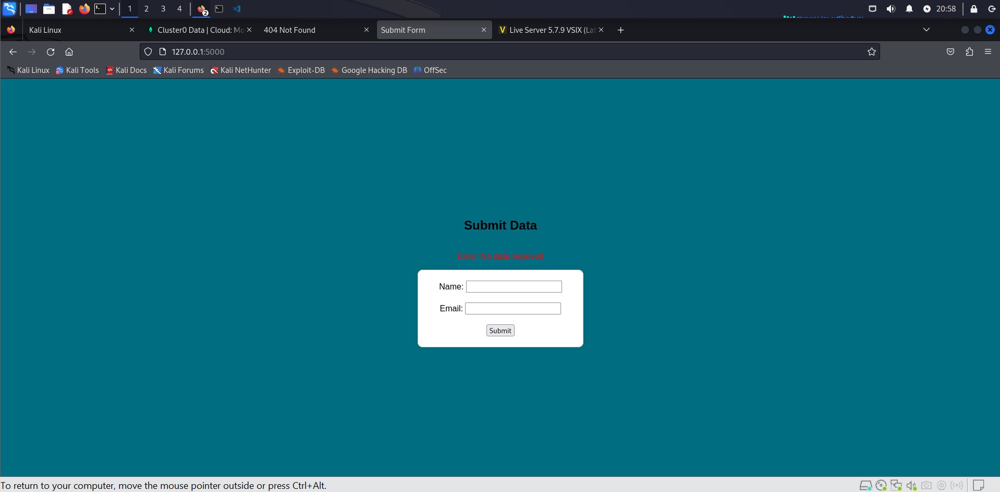 1 2 3 4 2 20:58
Kali Linux Cluster0 Data | Cloud: Mo 404 Not Found Submit Form V Live Server 5.7.9 VSIX (Lat
127.0.0.1:5000
Kali Linux Kali Tools Kali Docs Kali Forums Kali NetHunter Exploit-DB Google Hacking DB OffSec
Submit Data
Error: No data received
Name:
Email:
Submit
To return to your computer, move the mouse pointer outside or press Ctrl+Alt.